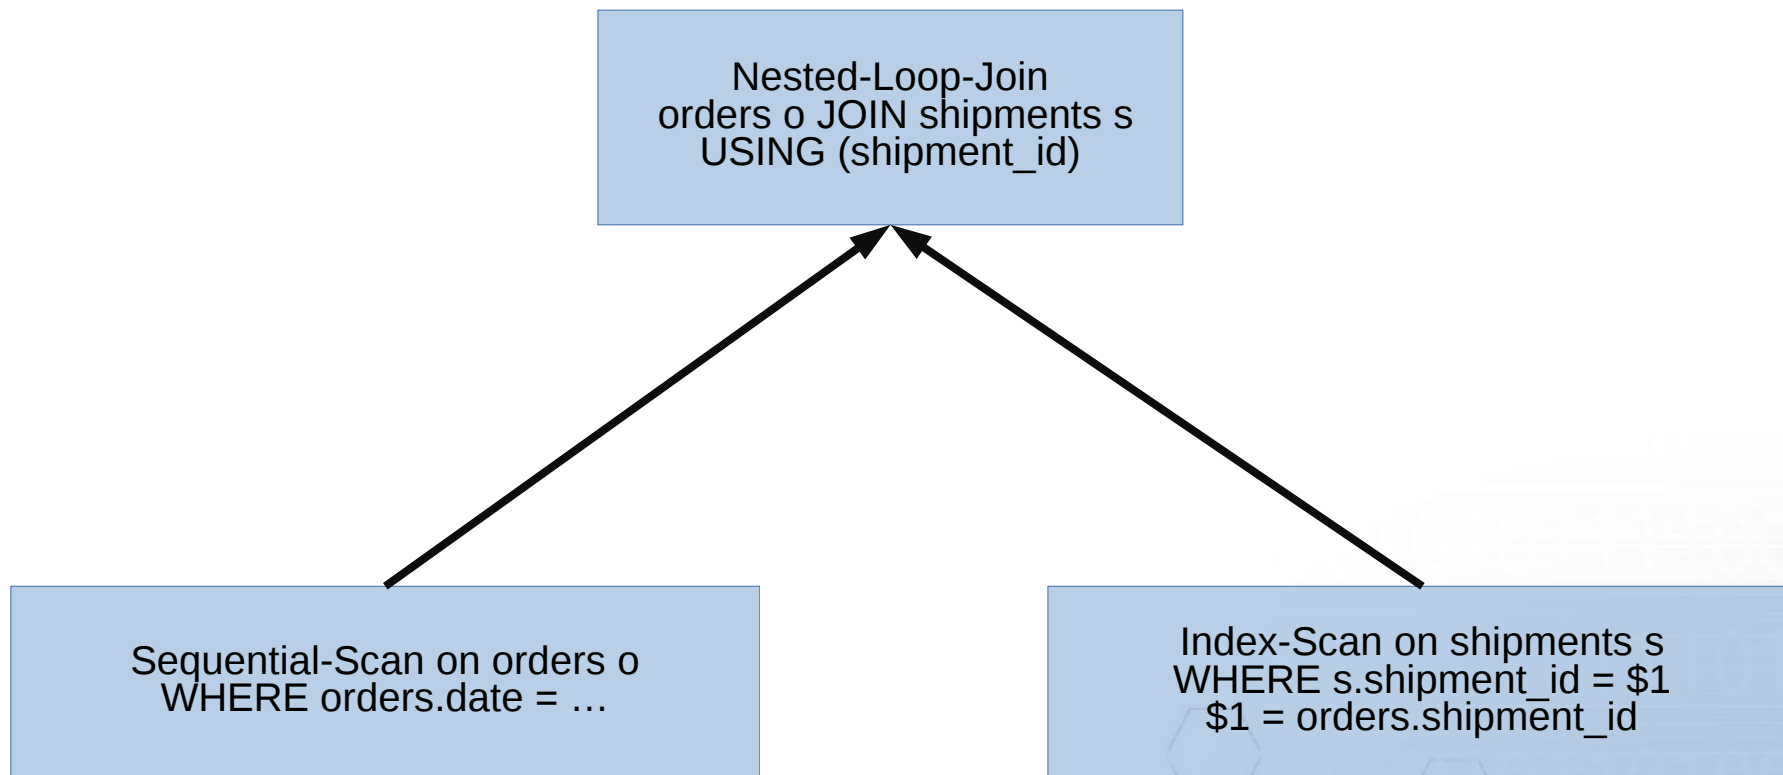 Nested-Loop-Join
orders o JOIN shipments s
USING (shipment_id)
Sequential-Scan on orders o
WHERE orders.date = …
Index-Scan on shipments s
WHERE s.shipment_id = $1
$1 = orders.shipment_id